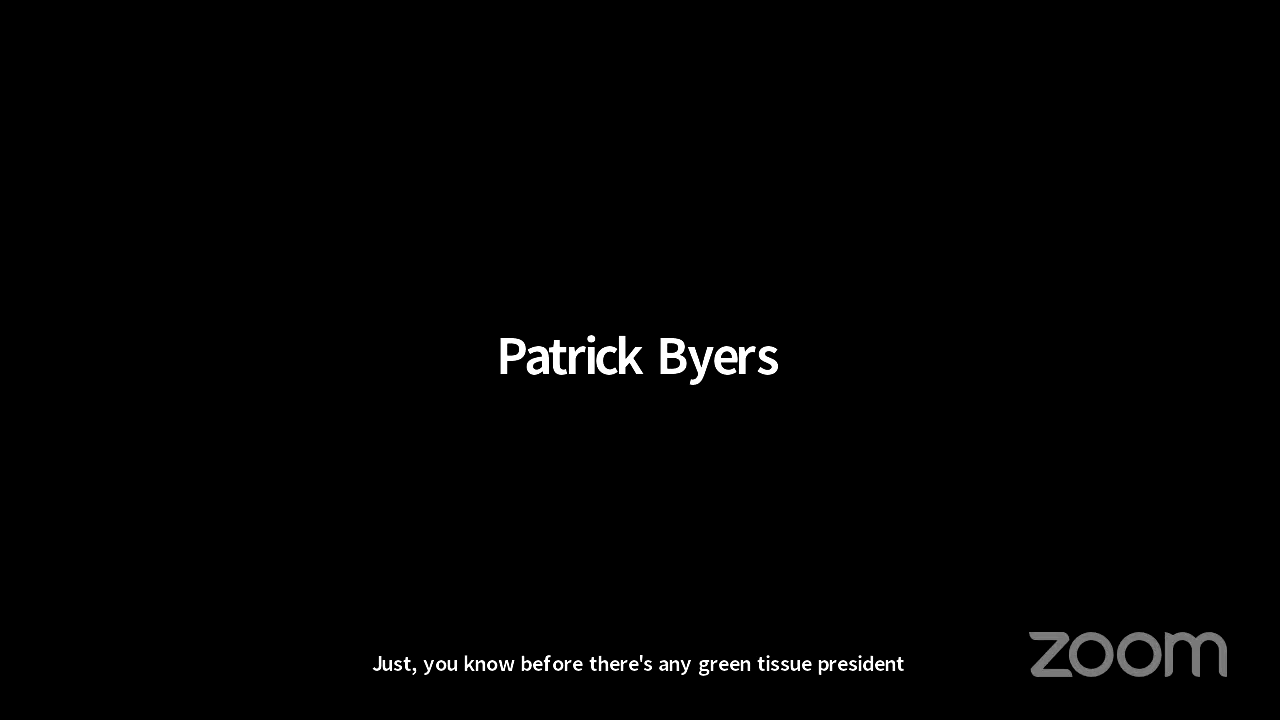 Patrick Byers
Just, you know before there's any green tissue president
zoom